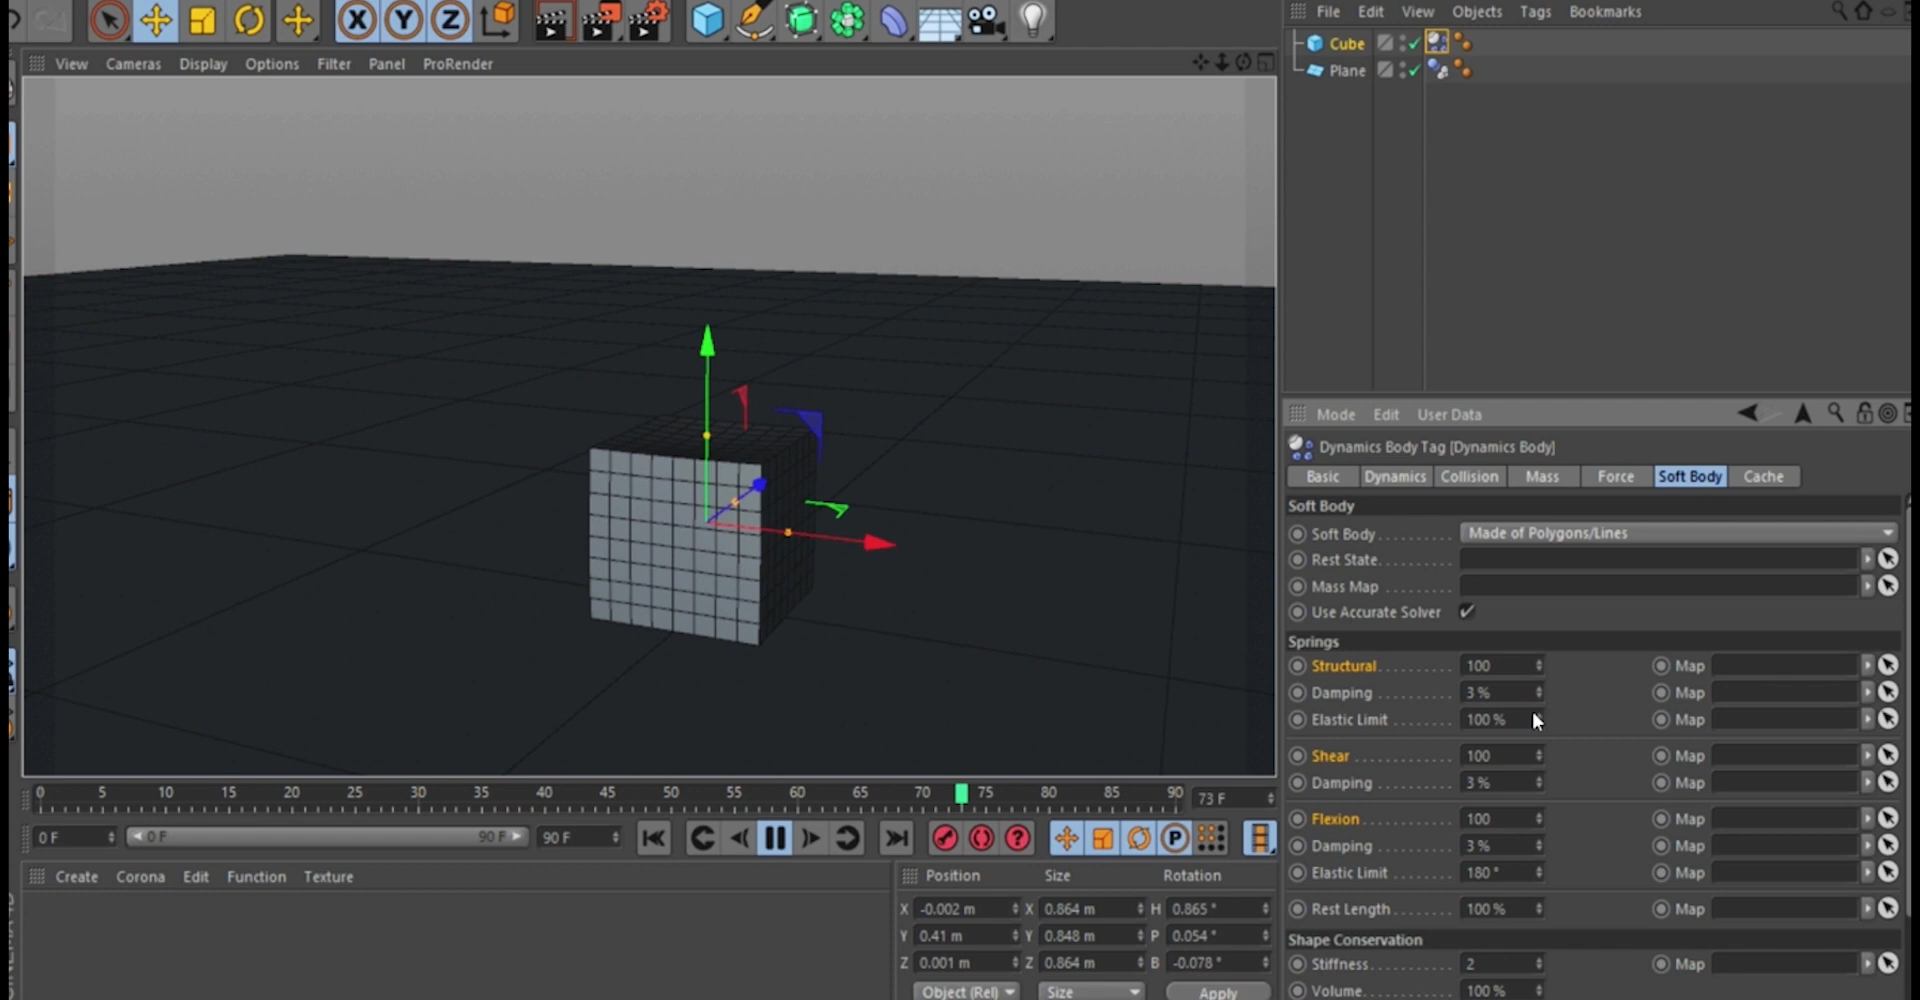 X Y Z
File Edit View Objects Tags Bookmarks
View Cameras Display Options Filter Panel ProRender
Cube
Plane
Mode Edit User Data
Dynamics Body Tag [Dynamics Body]
Basic Dynamics Collision Mass Force Soft Body Cache
Soft Body
Soft Body Made of Polygons/Lines
Rest State
Mass Map
Use Accurate Solver
Springs
Structural 100 Map
Damping 3 % Map
Elastic Limit 100 % Map
Shear 100 Map
Damping 3 % Map
Flexion 100 Map
Damping 3 % Map
Elastic Limit 180 ° Map
Rest Length 100 % Map
Shape Conservation
Stiffness 2 Map
Volume 100 %
0 5 10 15 20 25 30 35 40 45 50 55 60 65 70 75 80 85 90 73 F
0 F 0 F 90 F 90 F ? P
Create Corona Edit Function Texture
Position Size Rotation
X -0.002 m X 0.864 m H 0.865 °
Y 0.41 m Y 0.848 m P 0.054 °
Z 0.001 m Z 0.864 m B -0.078 °
Object (Rel) Size Apply